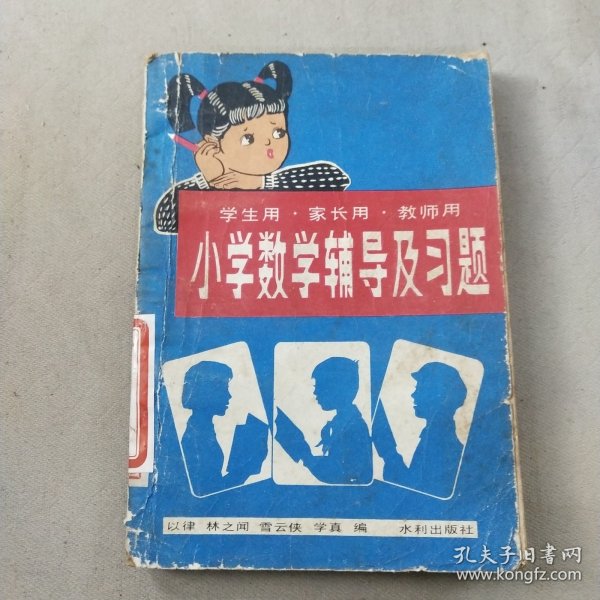 学生用·家长用·教师用
小学数学辅导及习题
以律 林之闻 雪云侠 学真 编 水利出版社
孔夫子旧书网
www.kongfz.com